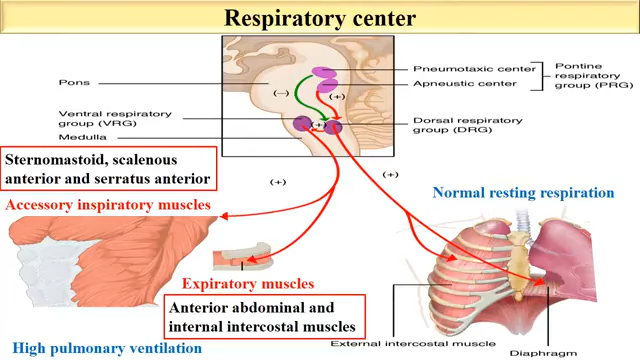 Respiratory center
Pneumotaxic center
Apneustic center
Pontine
respiratory
group (PRG)
Pons
(—)
(+)
Ventral respiratory
group (VRG)
(+)
Dorsal respiratory
group (DRG)
Medulla
Sternomastoid, scalenous
anterior and serratus anterior
(+)
(+)
Accessory inspiratory muscles
Normal resting respiration
Expiratory muscles
Anterior abdominal and
internal intercostal muscles
High pulmonary ventilation
External intercostal muscle
Diaphragm